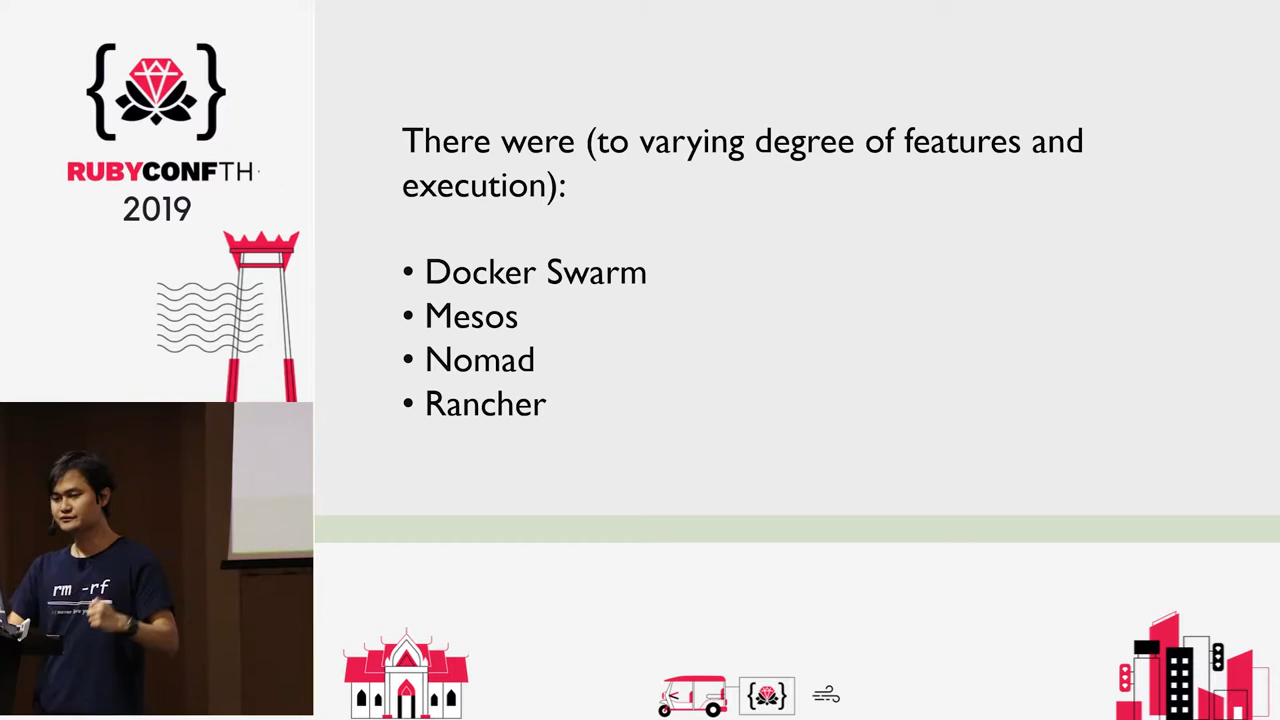 RUBYCONFTH
2019
There were (to varying degree of features and
execution):
• Docker Swarm
• Mesos
• Nomad
• Rancher
rm -rf